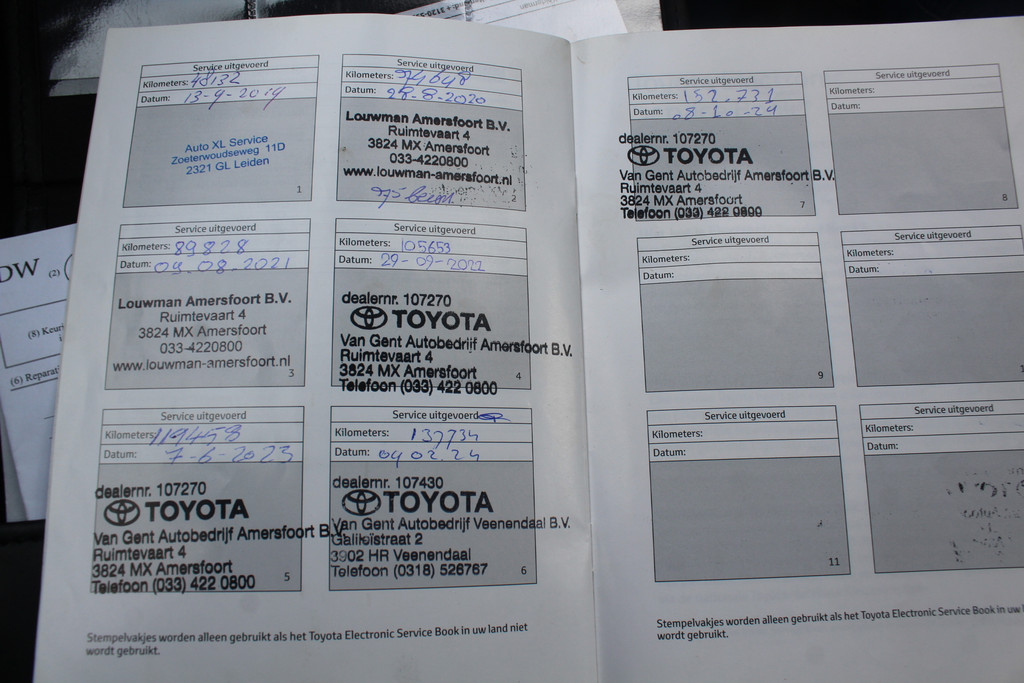 Service uitgevoerd
Kilometers: 48132
Datum: 13-9-2019
Auto XL Service
Zoeterwoudseweg 11D
2321 GL Leiden
1
Service uitgevoerd
Kilometers: 974648
Datum: 28-8-2020
Louwman Amersfoort B.V.
Ruimtevaart 4
3824 MX Amersfoort
033-4220800
www.louwman-amersfoort.nl
2
Service uitgevoerd
Kilometers: 89828
Datum: 04.08.2021
Louwman Amersfoort B.V.
Ruimtevaart 4
3824 MX Amersfoort
033-4220800
www.louwman-amersfoort.nl
3
Service uitgevoerd
Kilometers: 105653
Datum: 29-09-2022
dealernr. 107270
TOYOTA
Van Gent Autobedrijf Amersfoort B.V.
Ruimtevaart 4
3824 MX Amersfoort
Telefoon (033) 422 0800
4
Service uitgevoerd
Kilometers: 119458
Datum: 7-6-2023
dealernr. 107270
TOYOTA
Van Gent Autobedrijf Amersfoort B.V.
Ruimtevaart 4
3824 MX Amersfoort
Telefoon (033) 422 0800
5
Service uitgevoerd
Kilometers: 137734
Datum: 04 02.24
dealernr. 107430
TOYOTA
Van Gent Autobedrijf Veenendaal B.V.
Galileïstraat 2
3902 HR Veenendaal
Telefoon (0318) 526767
6
Stempelvakjes worden alleen gebruikt als het Toyota Electronic Service Book in uw land niet
wordt gebruikt.
Service uitgevoerd
Kilometers: 152.731
Datum: 08-10-24
dealernr. 107270
TOYOTA
Van Gent Autobedrijf Amersfoort B.V.
Ruimtevaart 4
3824 MX Amersfoort
Telefoon (033) 422 0800
7
Service uitgevoerd
Kilometers:
Datum:
8
Service uitgevoerd
Kilometers:
Datum:
9
Service uitgevoerd
Kilometers:
Datum:
Service uitgevoerd
Kilometers:
Datum:
11
Service uitgevoerd
Kilometers:
Datum:
Stempelvakjes worden alleen gebruikt als het Toyota Electronic Service Book in uw
wordt gebruikt.
DW (2)
(8) Keuri
(6) Reparat